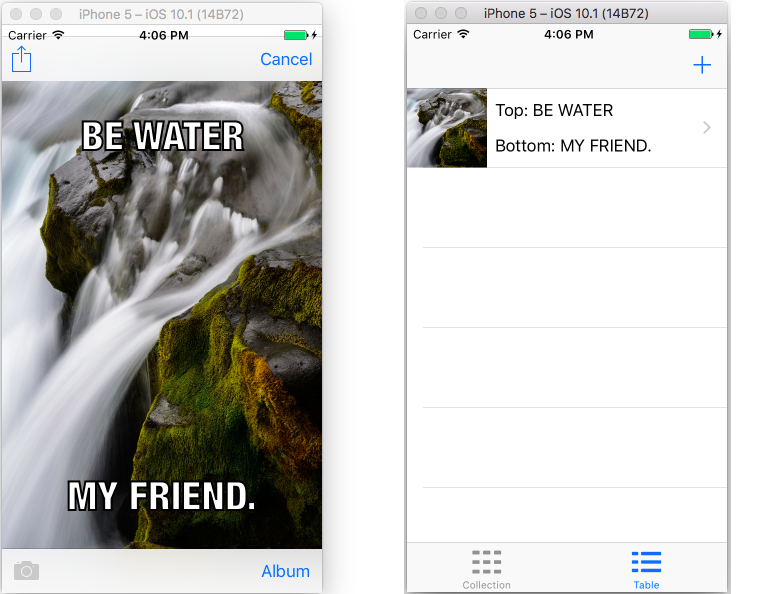 iPhone 5 – iOS 10.1 (14B72)
Carrier 4:06 PM
Cancel
BE WATER
MY FRIEND.
Album
iPhone 5 – iOS 10.1 (14B72)
Carrier 4:06 PM
Top: BE WATER
Bottom: MY FRIEND.
Collection Table